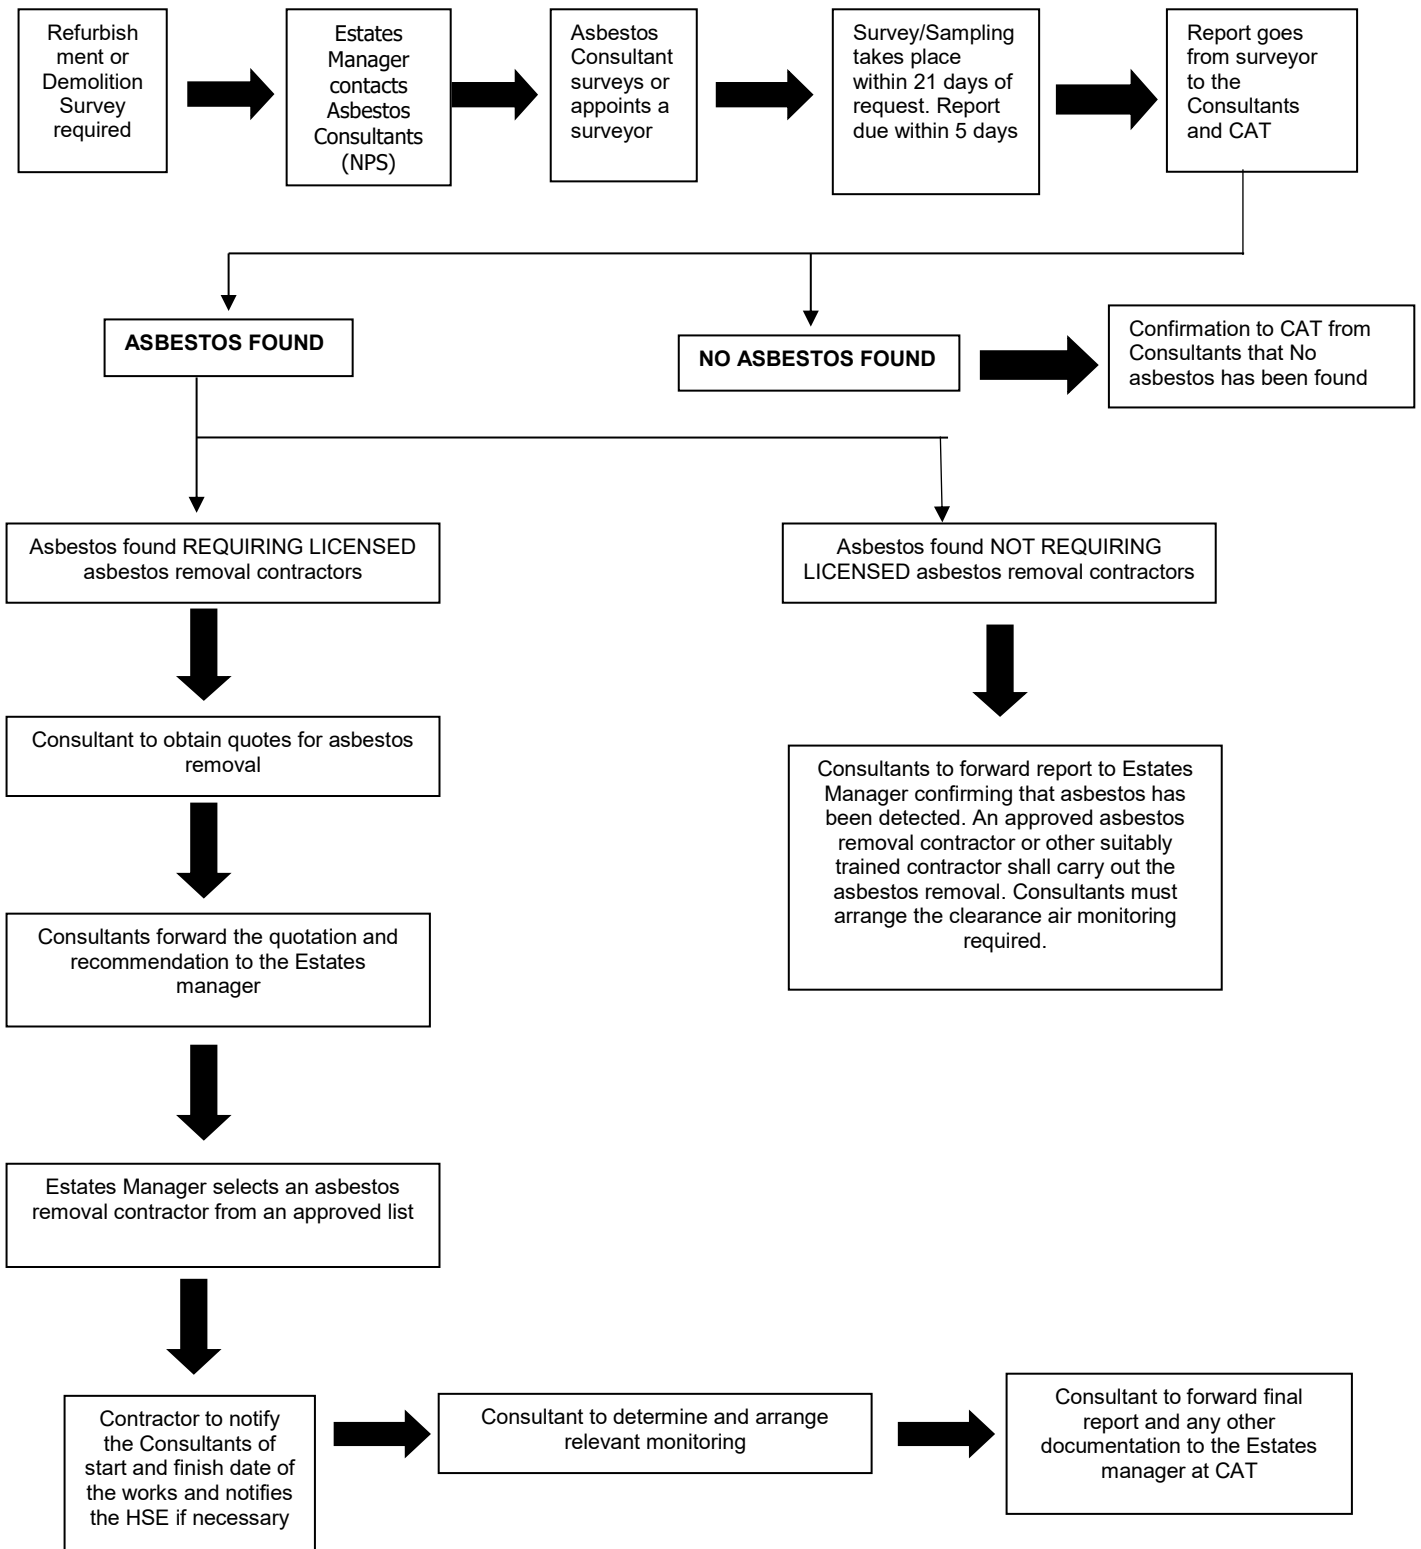 Refurbish
ment or
Demolition
Survey
required
Estates
Manager
contacts
Asbestos
Consultants
(NPS)
Asbestos
Consultant
surveys or
appoints a
surveyor
Survey/Sampling
takes place
within 21 days of
request. Report
due within 5 days
Report goes
from surveyor
to the
Consultants
and CAT
ASBESTOS FOUND
NO ASBESTOS FOUND
Confirmation to CAT from
Consultants that No
asbestos has been found
Asbestos found REQUIRING LICENSED
asbestos removal contractors
Asbestos found NOT REQUIRING
LICENSED asbestos removal contractors
Consultant to obtain quotes for asbestos
removal
Consultants to forward report to Estates
Manager confirming that asbestos has
been detected. An approved asbestos
removal contractor or other suitably
trained contractor shall carry out the
asbestos removal. Consultants must
arrange the clearance air monitoring
required.
Consultants forward the quotation and
recommendation to the Estates
manager
Estates Manager selects an asbestos
removal contractor from an approved list
Contractor to notify
the Consultants of
start and finish date of
the works and notifies
the HSE if necessary
Consultant to determine and arrange
relevant monitoring
Consultant to forward final
report and any other
documentation to the Estates
manager at CAT